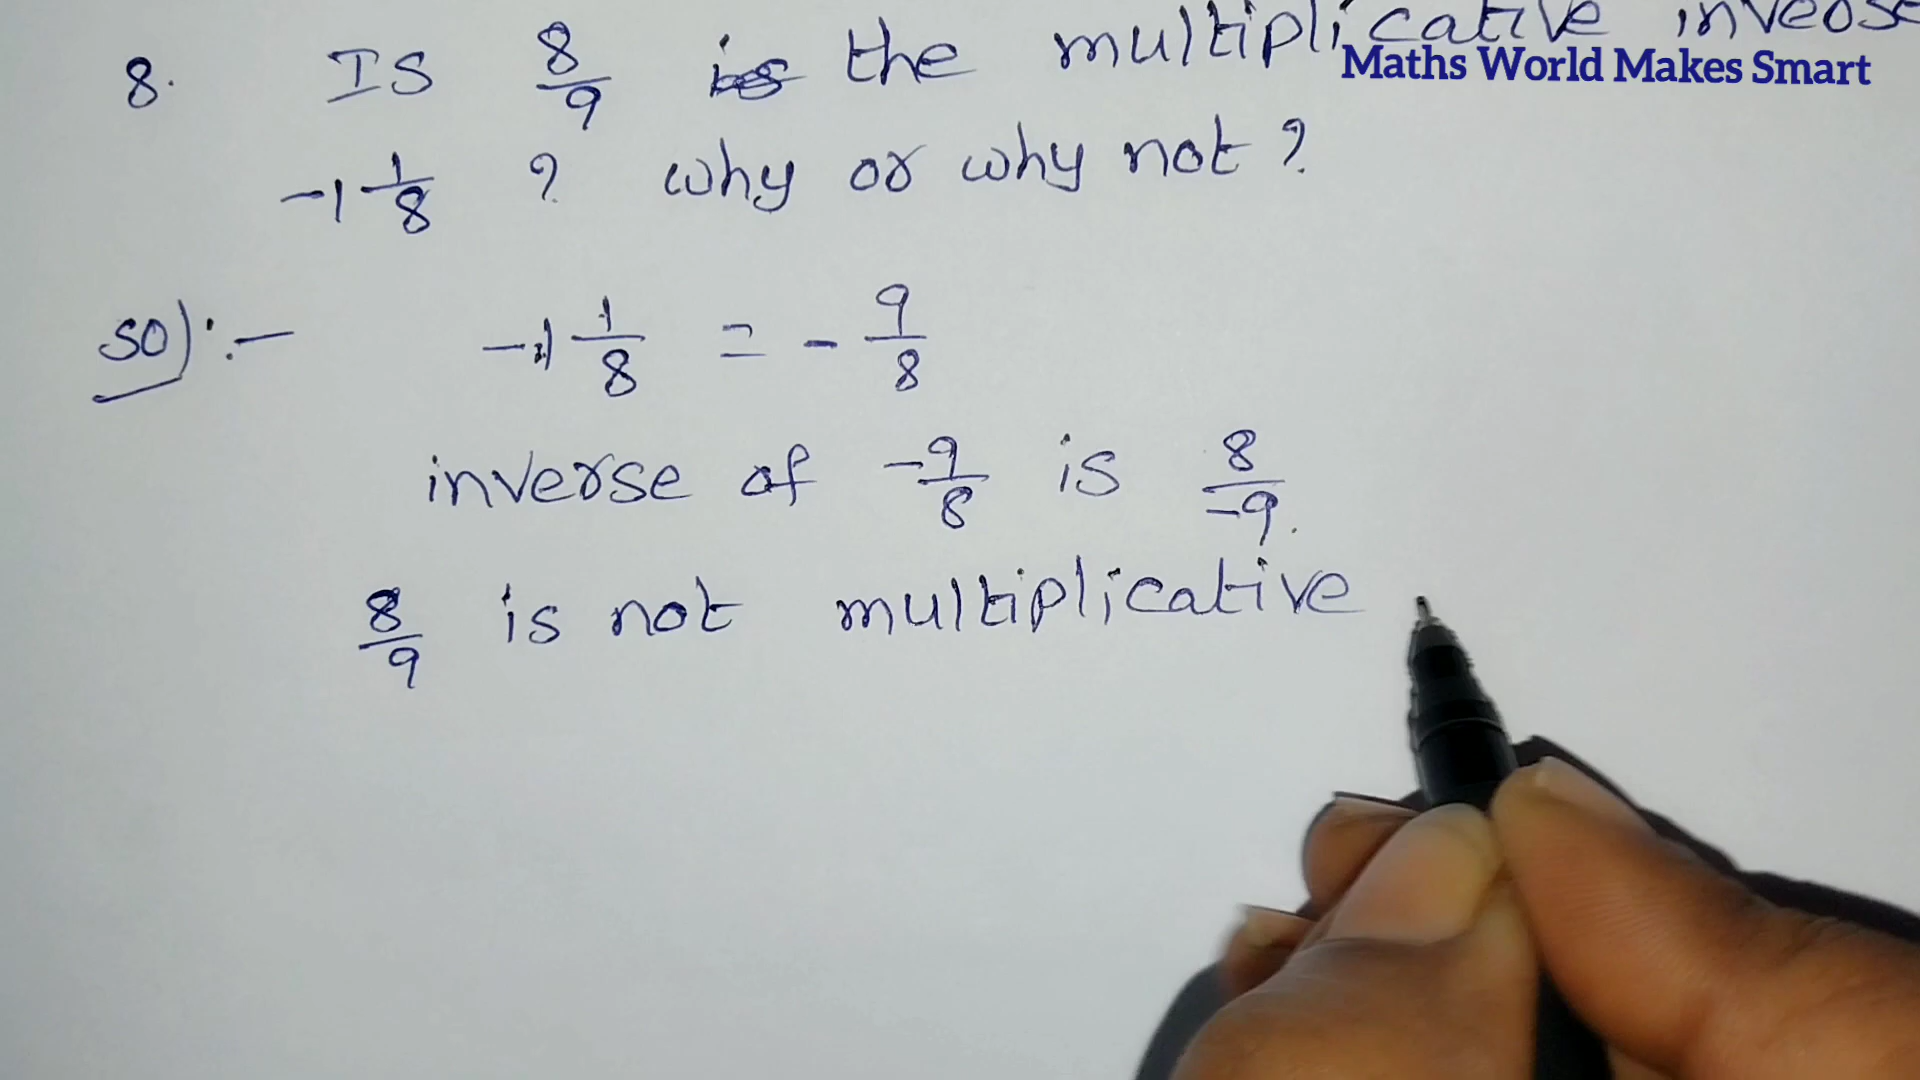 8. IS 8/9 is the multiplicative inverse
Maths World Makes Smart
-1 1/8 ? why or why not ?
Sol:- -1 1/8 = - 9/8
inverse of -9/8 is 8/-9.
8/9 is not multiplicative